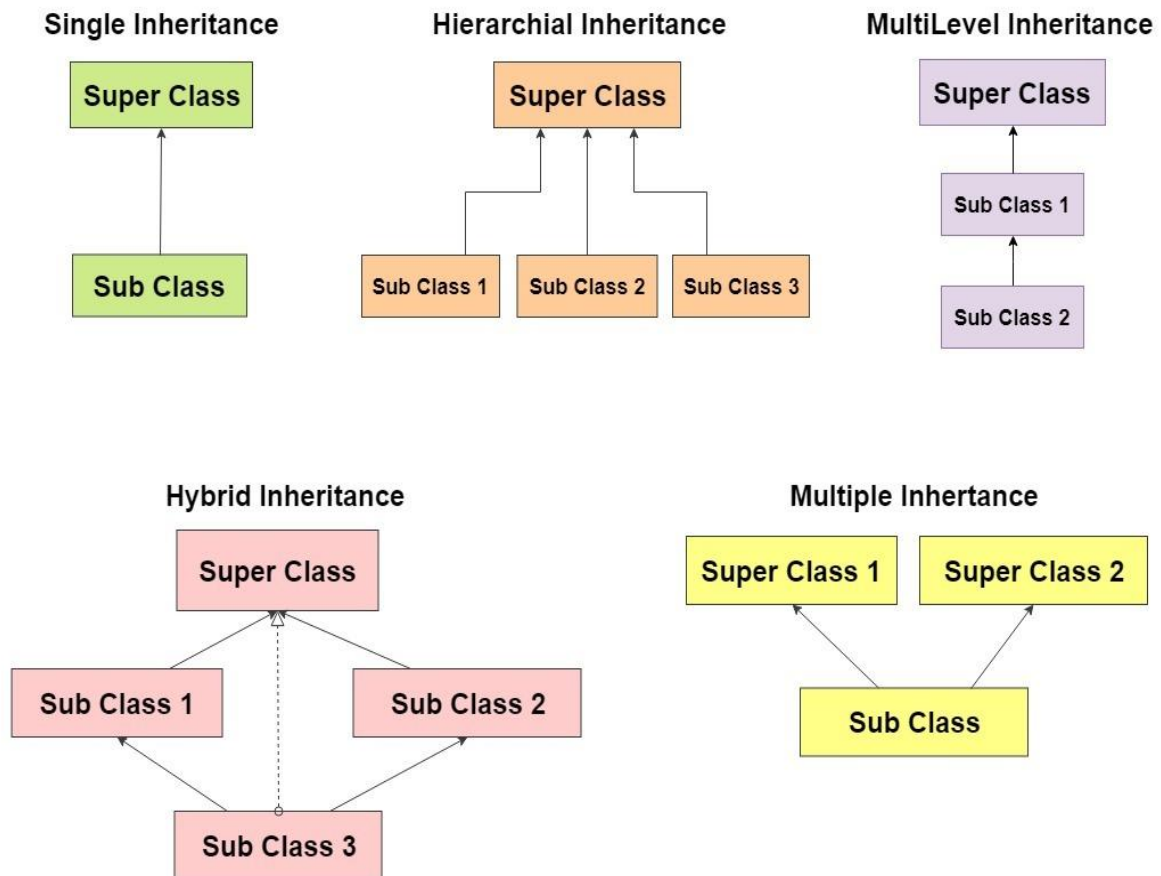 Single Inheritance
Super Class
Sub Class
Hierarchial Inheritance
Super Class
Sub Class 1
Sub Class 2
Sub Class 3
MultiLevel Inheritance
Super Class
Sub Class 1
Sub Class 2
Hybrid Inheritance
Super Class
Sub Class 1
Sub Class 2
Sub Class 3
Multiple Inhertance
Super Class 1
Super Class 2
Sub Class